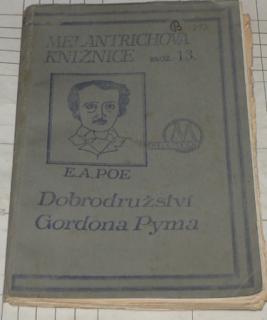 MELANTRICHOVA
KNIŽNICE SVAZ. 13.
E.A.POE
Dobrodružství
Gordona Pyma